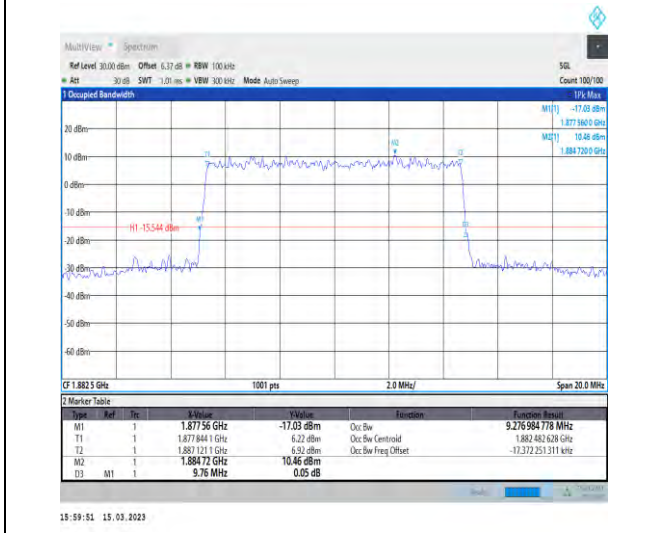 MultiView Spectrum
Ref Level 30.00 dBm Offset 6.37 dB RBW 100 kHz SGL
Att 30 dB SWT 1.01 ms VBW 300 kHz Mode Auto Sweep Count 100/100
1 Occupied Bandwidth 1Pk Max
M1[1] -17.03 dBm
1.877 560 0 GHz
M2[1] 10.46 dBm
1.884 720 0 GHz
20 dBm
M2
T1
T2
10 dBm
0 dBm
-10 dBm
M1
H1 -15.544 dBm
D3
-20 dBm
-30 dBm
-40 dBm
-50 dBm
-60 dBm
CF 1.882 5 GHz 1001 pts 2.0 MHz/ Span 20.0 MHz
2 Marker Table
Type Ref Trc X-Value Y-Value Function Function Result
M1 1 1.877 56 GHz -17.03 dBm Occ Bw 9.276 984 778 MHz
T1 1 1.877 844 1 GHz 6.22 dBm Occ Bw Centroid 1.882 482 628 GHz
T2 1 1.887 121 1 GHz 6.92 dBm Occ Bw Freq Offset -17.372 251 311 kHz
M2 1 1.884 72 GHz 10.46 dBm
D3 M1 1 9.76 MHz 0.05 dB
15:59:51 15.03.2023